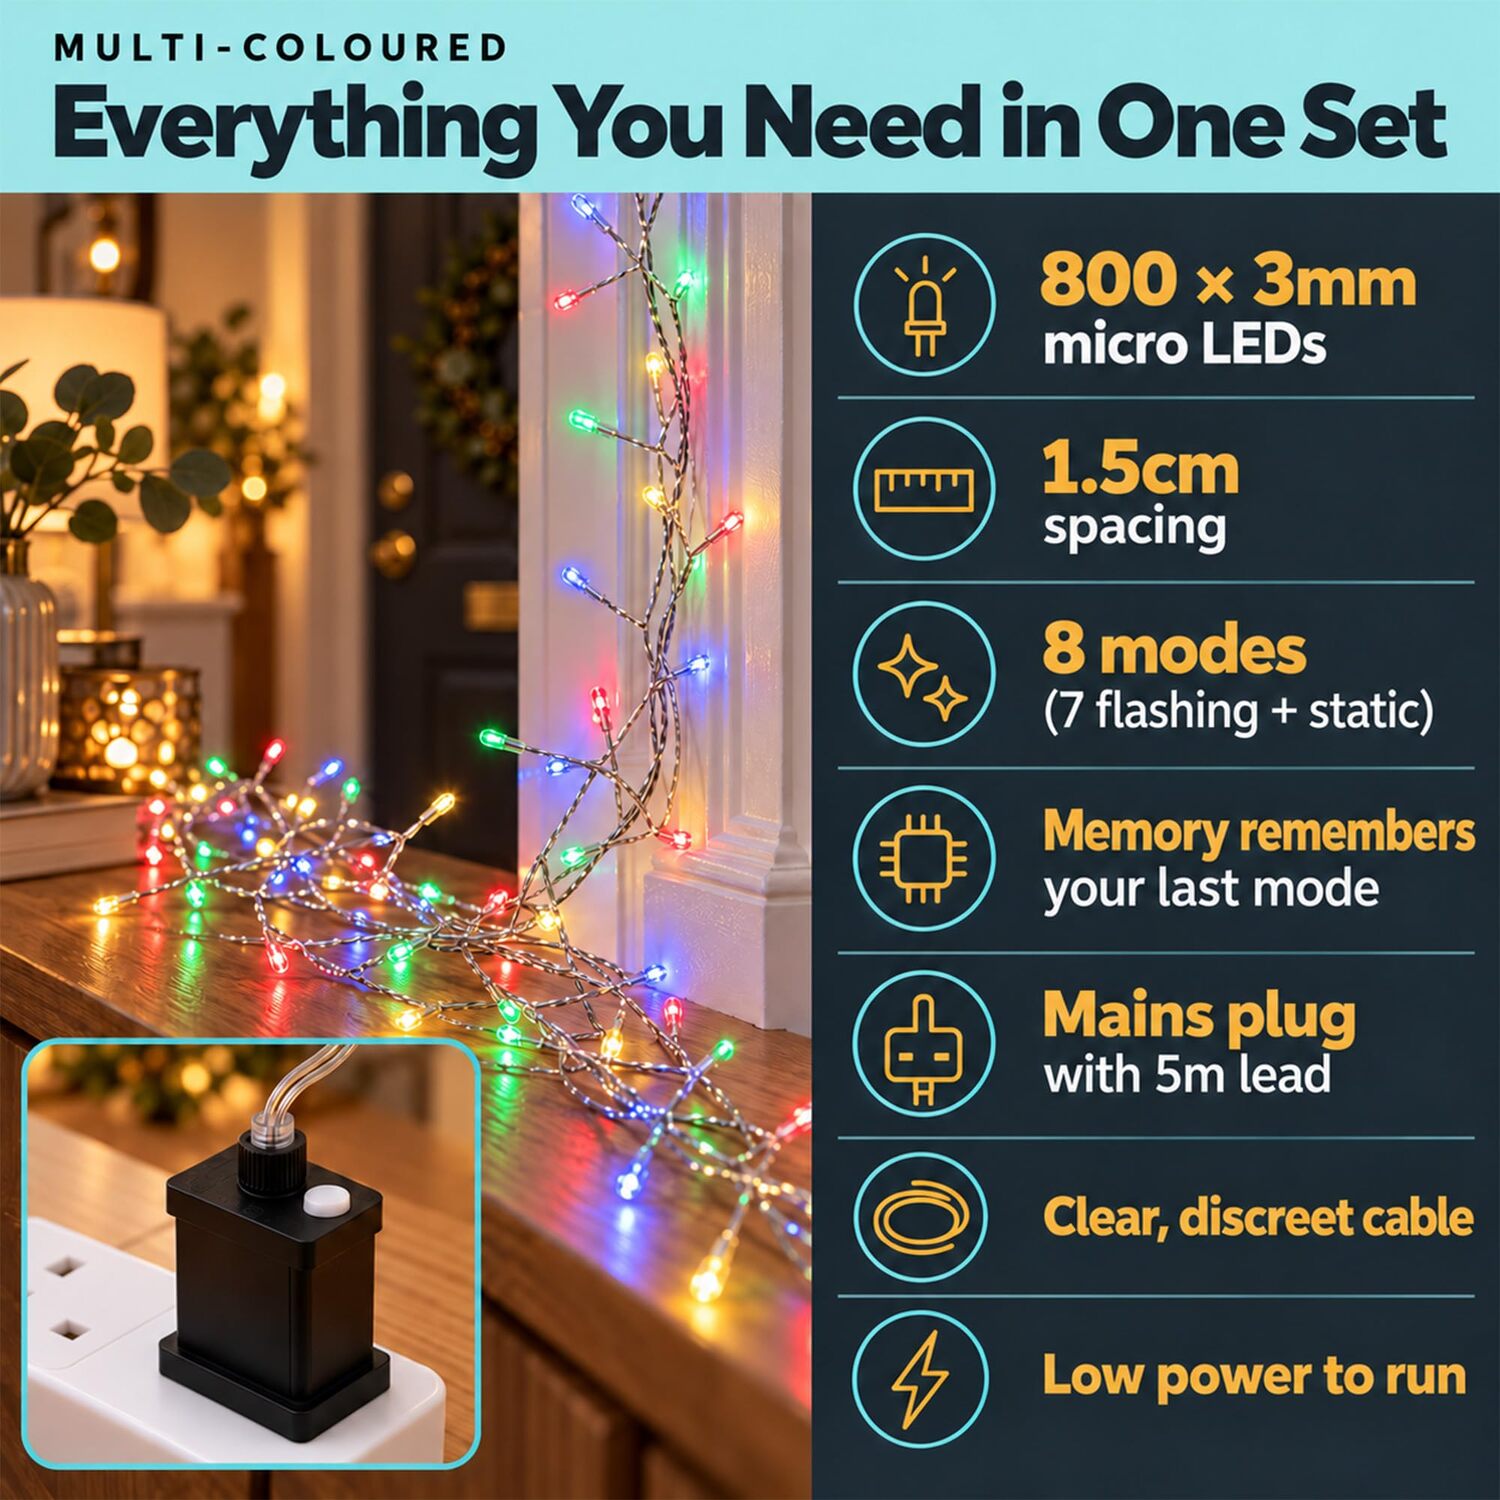 MULTI-COLOURED
Everything You Need in One Set
800 × 3mm
micro LEDs
1.5cm
spacing
8 modes
(7 flashing + static)
Memory remembers
your last mode
Mains plug
with 5m lead
Clear, discreet cable
Low power to run